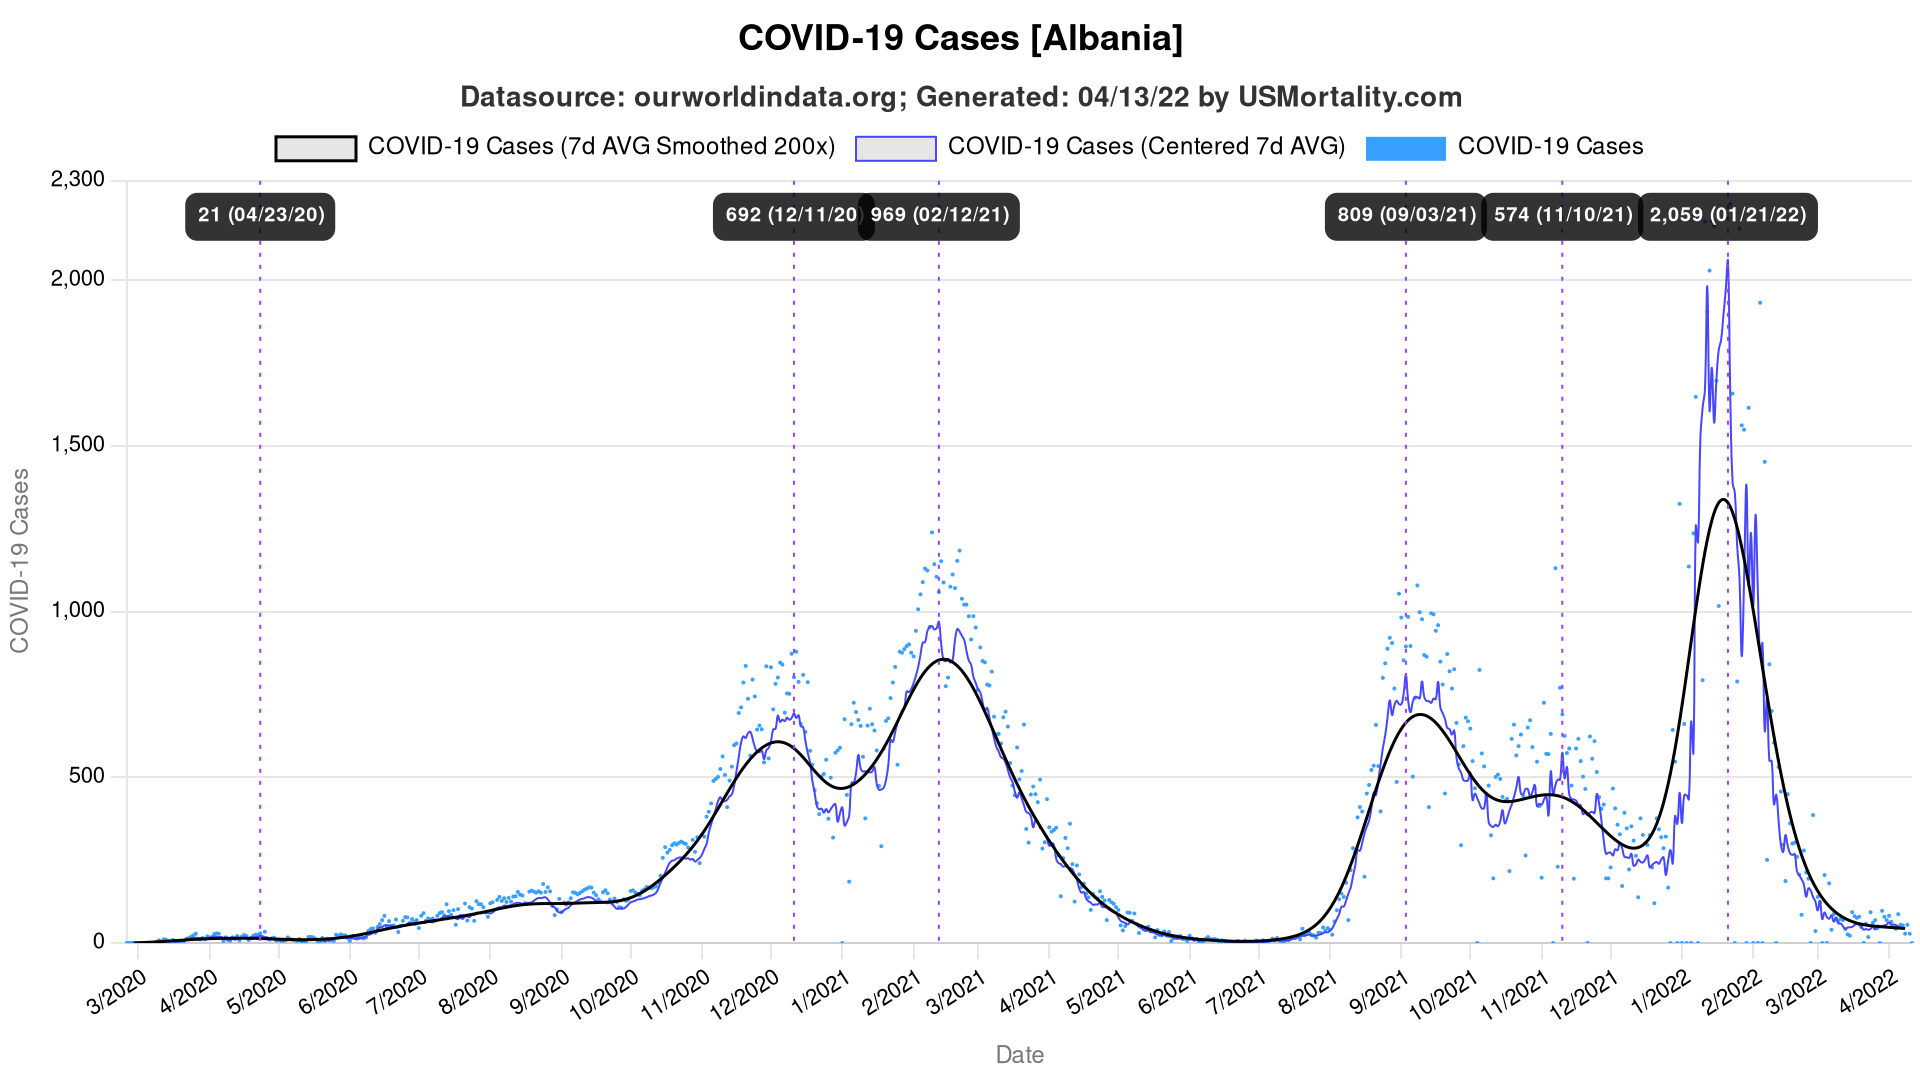 COVID-19 Cases [Albania]
Datasource: ourworldindata.org; Generated: 04/13/22 by USMortality.com
COVID-19 Cases (7d AVG Smoothed 200x) COVID-19 Cases (Centered 7d AVG) COVID-19 Cases
21 (04/23/20) 692 (12/11/20) 969 (02/12/21) 809 (09/03/21) 574 (11/10/21) 2,059 (01/21/22)
COVID-19 Cases
2,300
2,000
1,500
1,000
500
0
3/2020 4/2020 5/2020 6/2020 7/2020 8/2020 9/2020 10/2020 11/2020 12/2020 1/2021 2/2021 3/2021 4/2021 5/2021 6/2021 7/2021 8/2021 9/2021 10/2021 11/2021 12/2021 1/2022 2/2022 3/2022 4/2022
Date